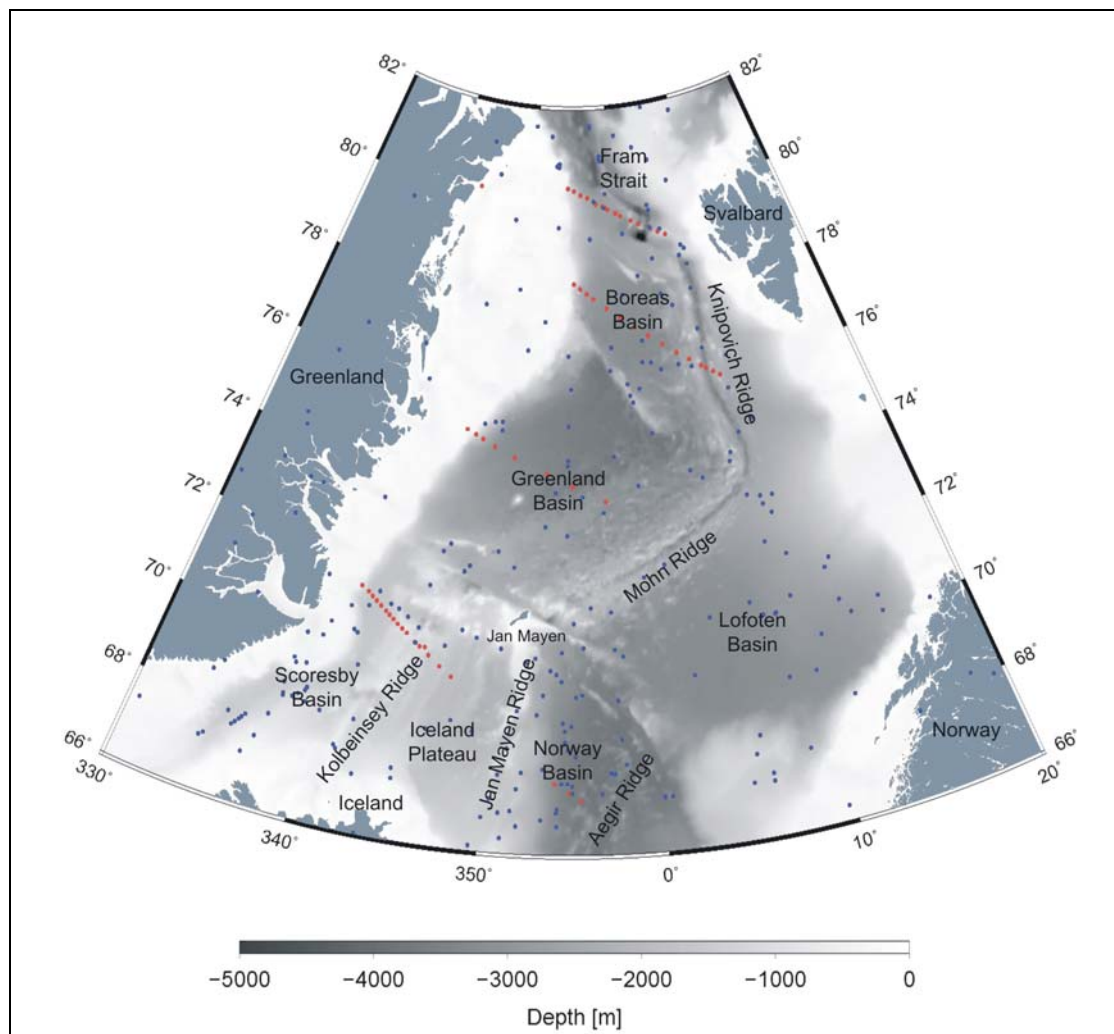 82°
82°
80°
80°
Fram
Strait
Svalbard
78°
78°
76°
76°
Boreas
Basin
Knipovich Ridge
Greenland
74°
74°
72°
72°
Greenland
Basin
70°
70°
Mohn Ridge
Lofoten
Basin
Jan Mayen
68°
68°
Scoresby
Basin
Kolbeinsey Ridge
Iceland
Plateau
Jan Mayen Ridge
Norway
Basin
Aegir Ridge
Norway
66°
66°
330°
20°
Iceland
340°
10°
350°
0°
−5000
−4000
−3000
−2000
−1000
0
Depth [m]